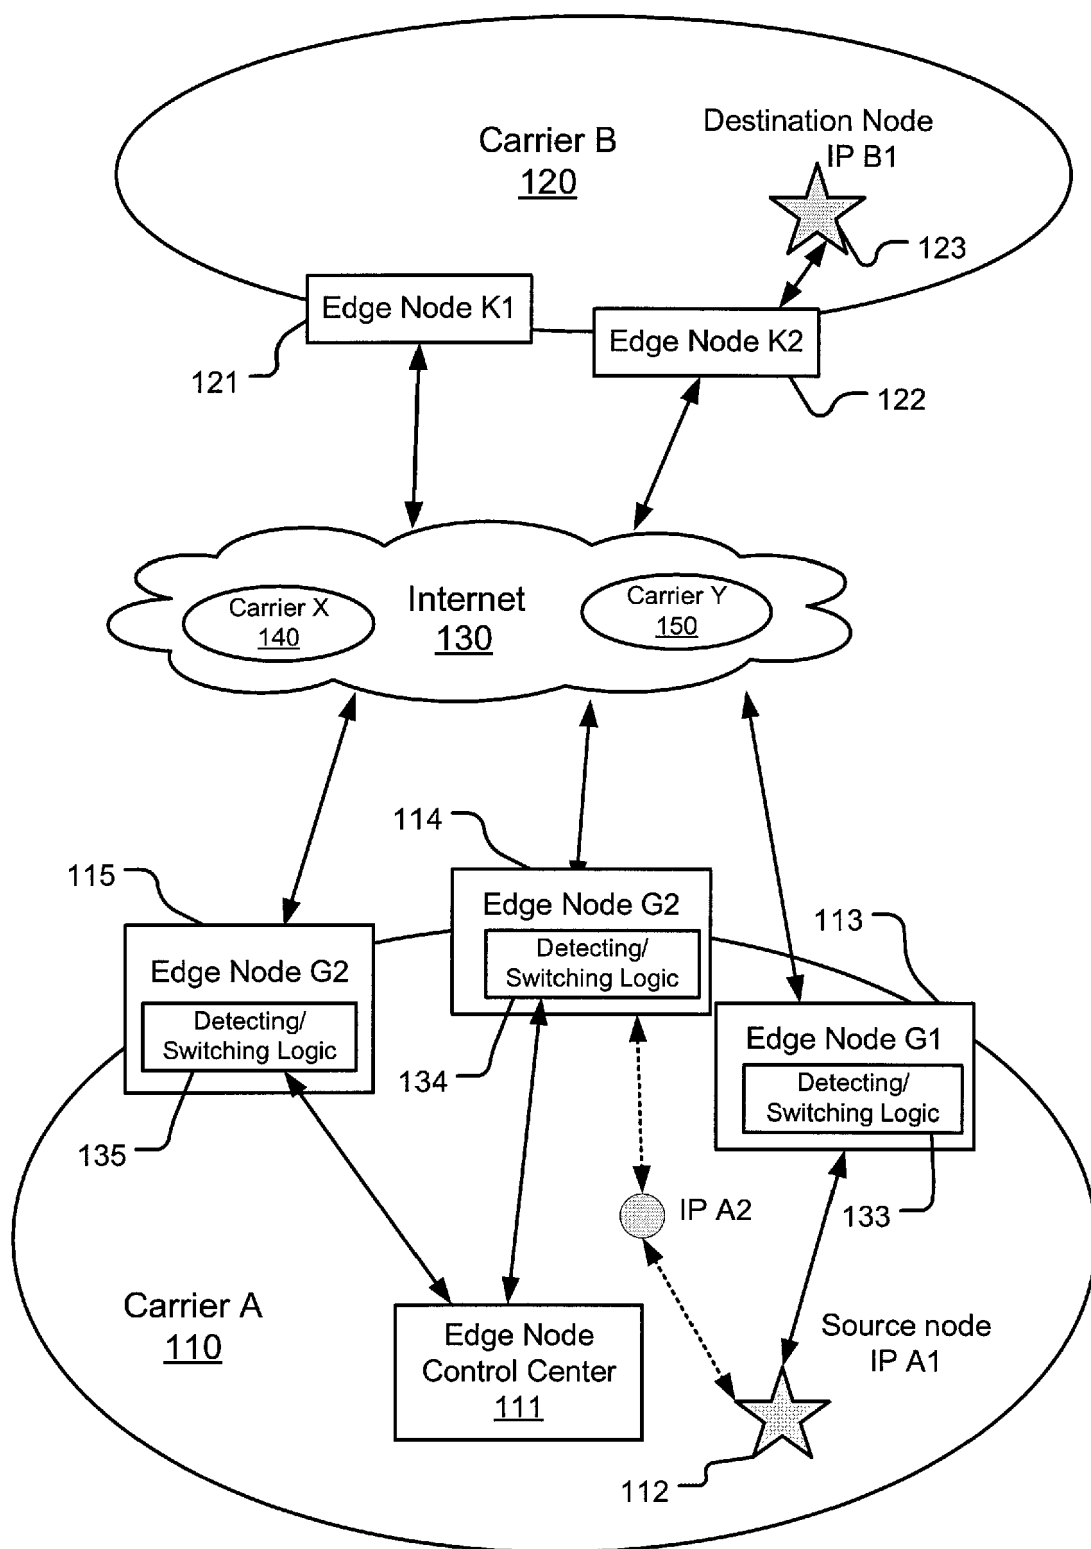 Carrier B
120
Destination Node
IP B1
123
Edge Node K1
Edge Node K2
121
122
Carrier X
140
Internet
130
Carrier Y
150
114
115
113
Edge Node G2
Detecting/
Switching Logic
Edge Node G2
Detecting/
Switching Logic
Edge Node G1
Detecting/
Switching Logic
134
135
133
IP A2
Carrier A
110
Edge Node
Control Center
111
Source node
IP A1
112